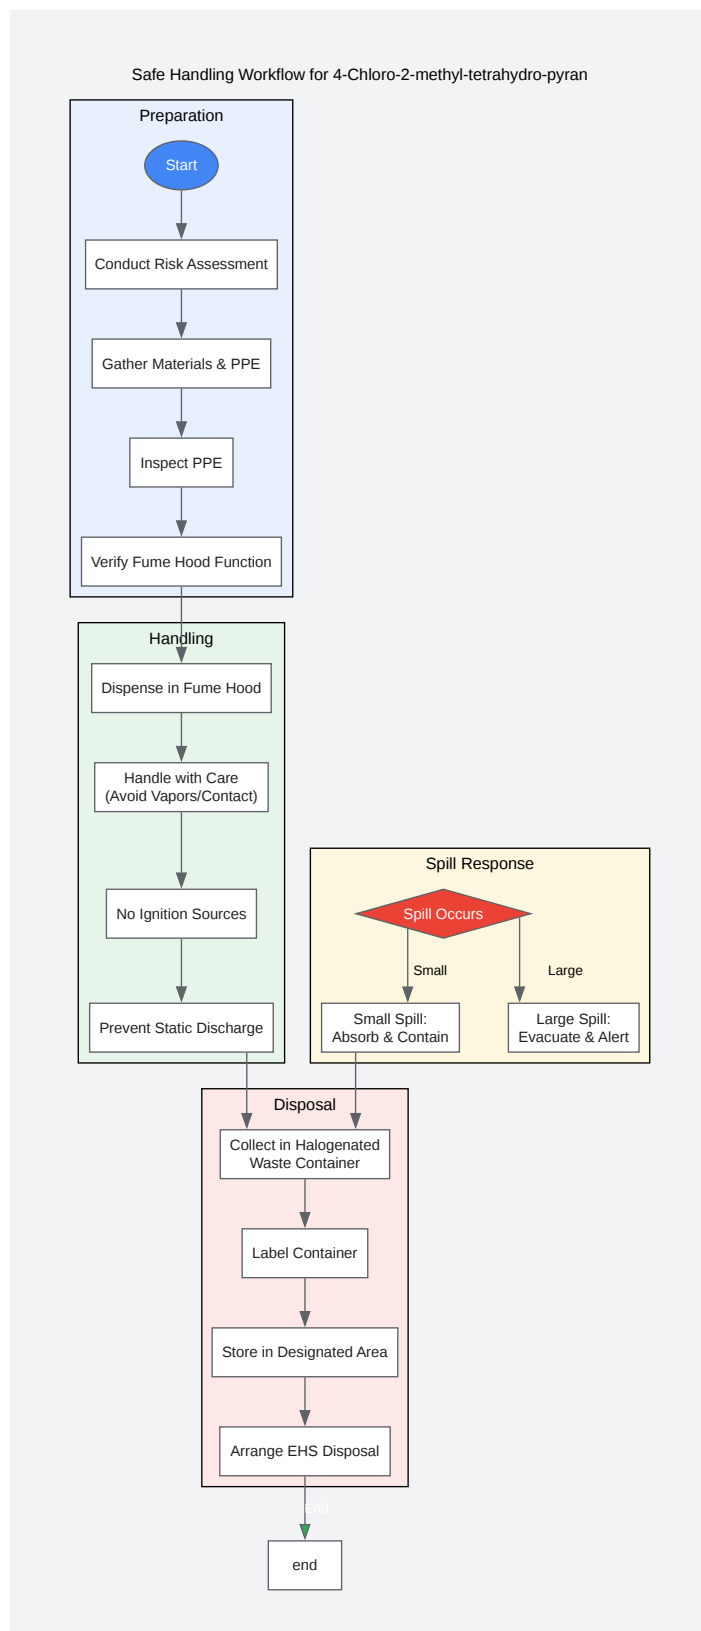 Safe Handling Workflow for 4-Chloro-2-methyl-tetrahydro-pyran
Preparation
Start
Conduct Risk Assessment
Gather Materials & PPE
Inspect PPE
Verify Fume Hood Function
Handling
Dispense in Fume Hood
Handle with Care
(Avoid Vapors/Contact)
No Ignition Sources
Prevent Static Discharge
Spill Response
Spill Occurs
Small
Large
Small Spill:
Absorb & Contain
Large Spill:
Evacuate & Alert
Disposal
Collect in Halogenated
Waste Container
Label Container
Store in Designated Area
Arrange EHS Disposal
End
end